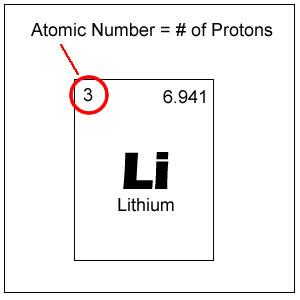 Atomic Number = # of Protons
3 6.941
Li
Lithium